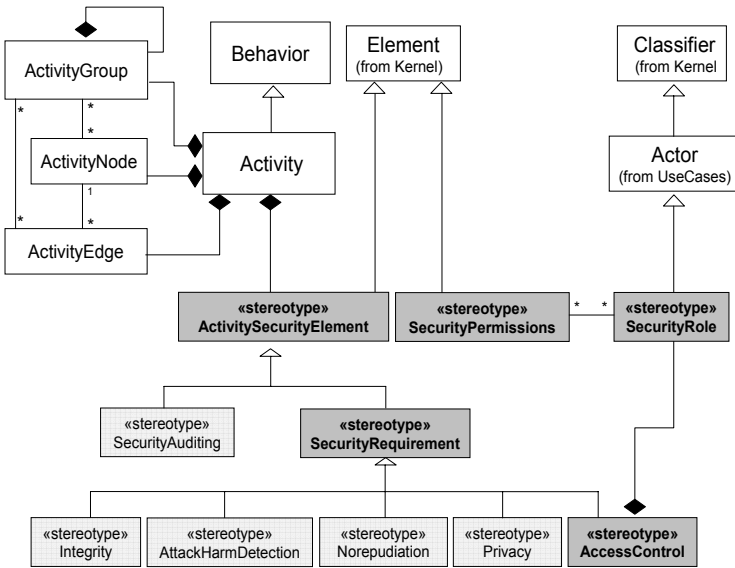 ActivityGroup
Behavior
Element
(from Kernel)
Classifier
(from Kernel
*
*
*
ActivityNode
Activity
Actor
(from UseCases)
1
*
*
ActivityEdge
«stereotype»
ActivitySecurityElement
«stereotype»
SecurityPermissions
*
*
«stereotype»
SecurityRole
«stereotype»
SecurityAuditing
«stereotype»
SecurityRequirement
«stereotype»
Integrity
«stereotype»
AttackHarmDetection
«stereotype»
Norepudiation
«stereotype»
Privacy
«stereotype»
AccessControl